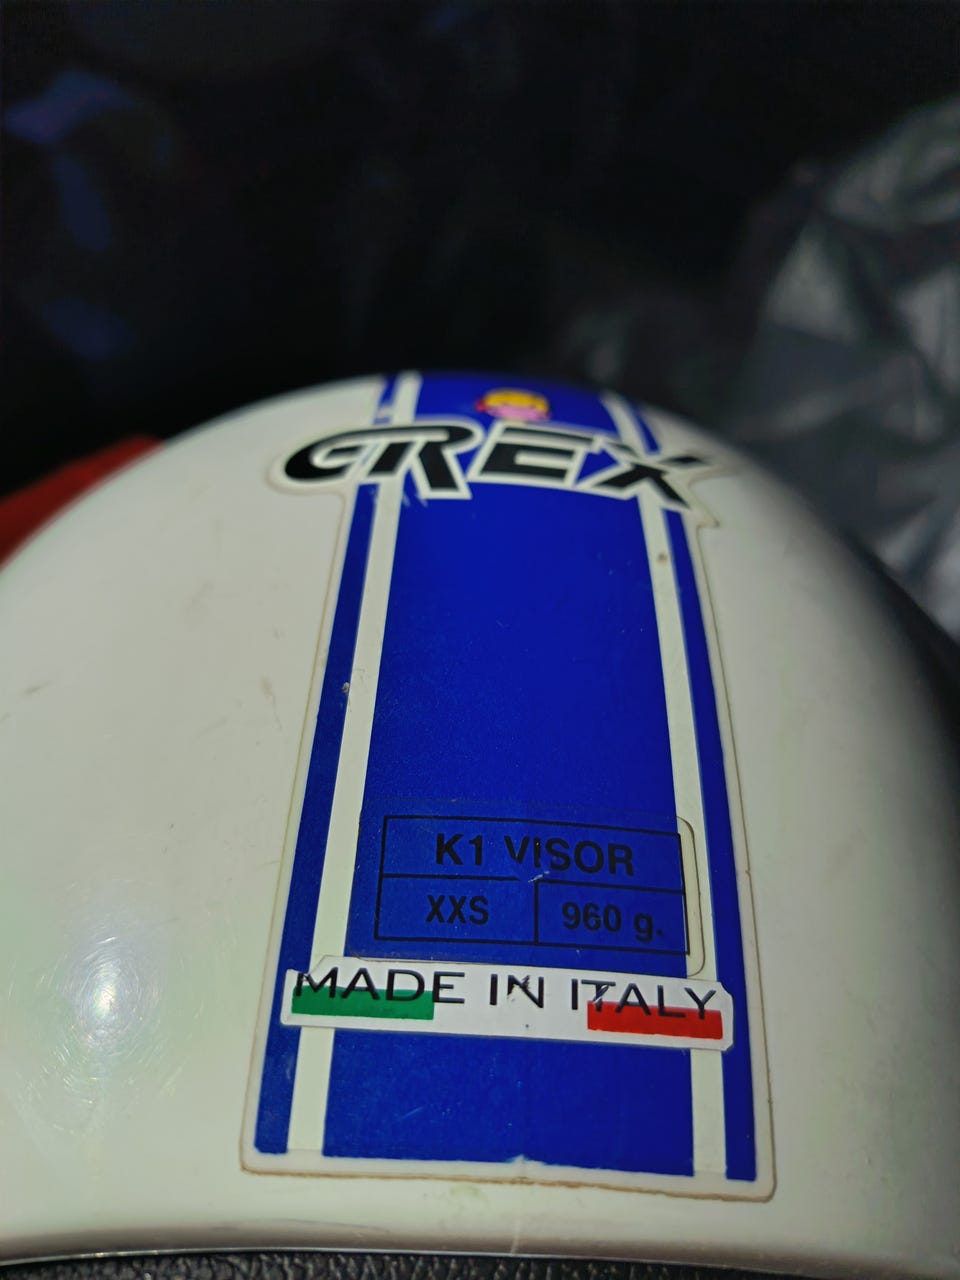 GREX
K1 VISOR
XXS 960 g.
MADE IN ITALY